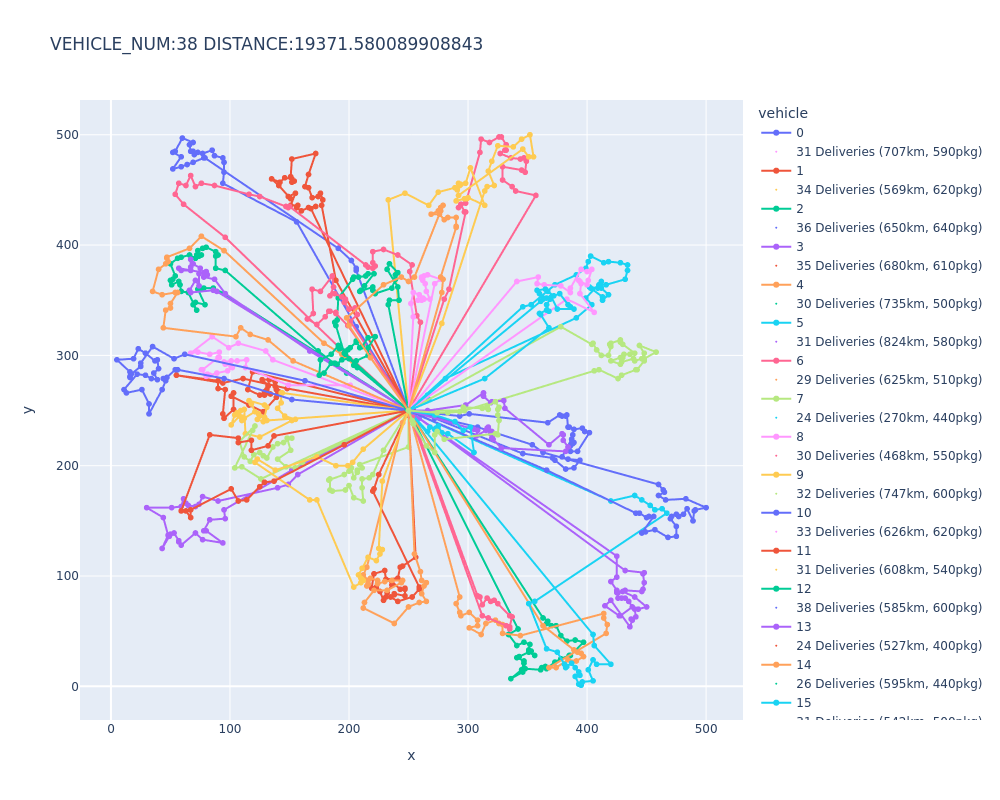 VEHICLE_NUM:38 DISTANCE:19371.580089908843
vehicle
0
31 Deliveries (707km, 590pkg)
1
34 Deliveries (569km, 620pkg)
2
36 Deliveries (650km, 640pkg)
3
35 Deliveries (680km, 610pkg)
4
30 Deliveries (735km, 500pkg)
5
31 Deliveries (824km, 580pkg)
6
29 Deliveries (625km, 510pkg)
7
24 Deliveries (270km, 440pkg)
8
30 Deliveries (468km, 550pkg)
9
32 Deliveries (747km, 600pkg)
10
33 Deliveries (626km, 620pkg)
11
31 Deliveries (608km, 540pkg)
12
38 Deliveries (585km, 600pkg)
13
24 Deliveries (527km, 400pkg)
14
26 Deliveries (595km, 440pkg)
15
500
400
300
200
100
0
y
0
100
200
300
400
500
x